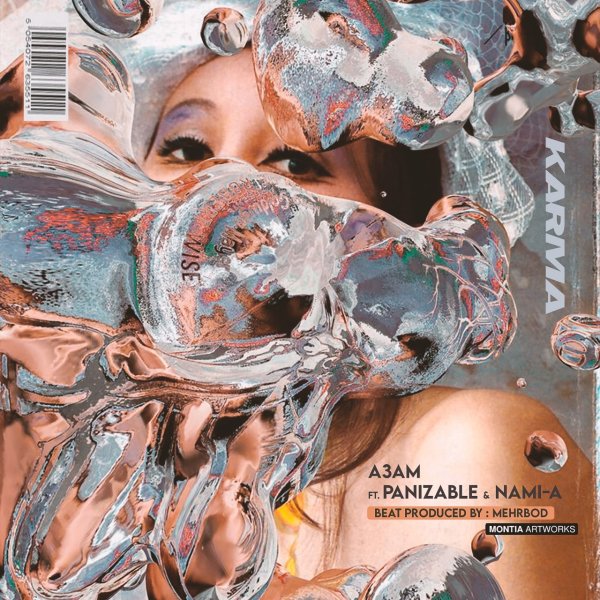 KARMA
WISE
A3AM
FT. PANIZABLE & NAMI-A
BEAT PRODUCED BY : MEHRBOD
MONTIA ARTWORKS